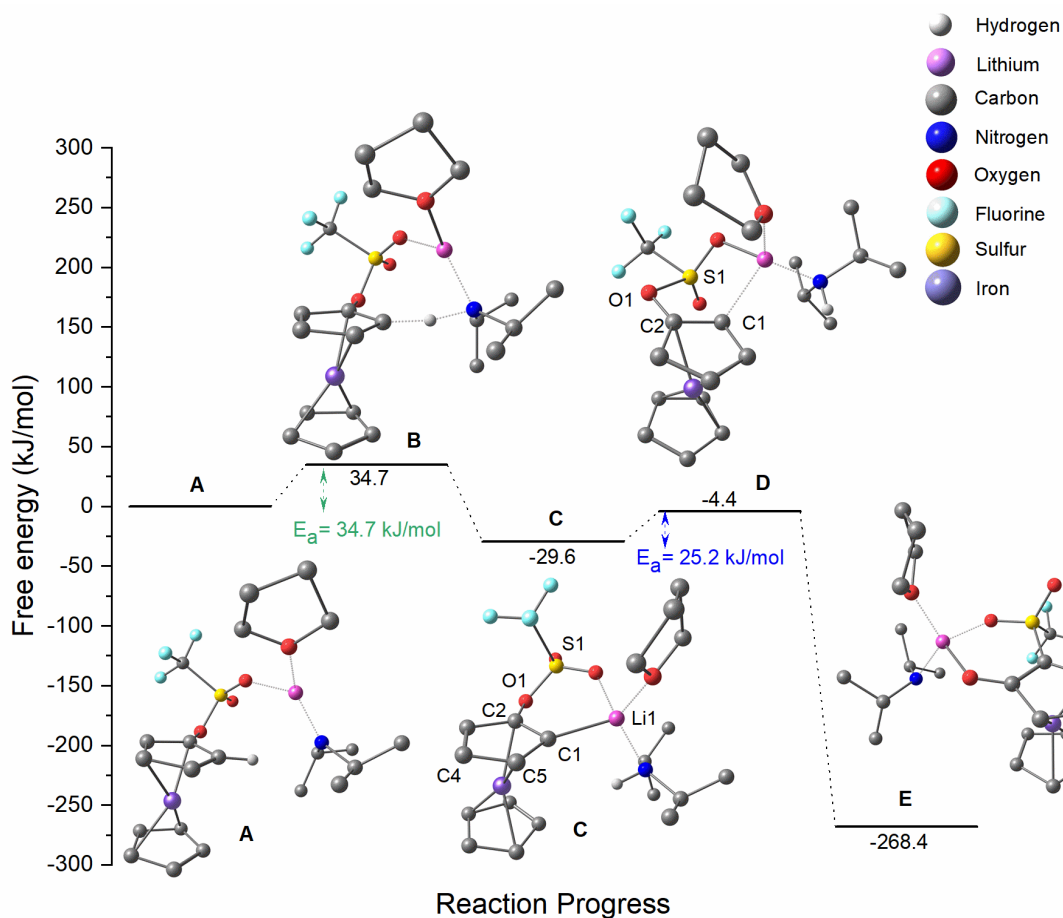 Hydrogen
Lithium
Carbon
Nitrogen
Oxygen
Fluorine
Sulfur
Iron
Free energy (kJ/mol)
300
250
200
150
100
50
0
-50
-100
-150
-200
-250
-300
A
B
34.7
Ea= 34.7 kJ/mol
C
-29.6
D
-4.4
Ea= 25.2 kJ/mol
S1
O1
C2
C1
S1
O1
C2
Li1
C1
C4
C5
A
C
E
-268.4
Reaction Progress